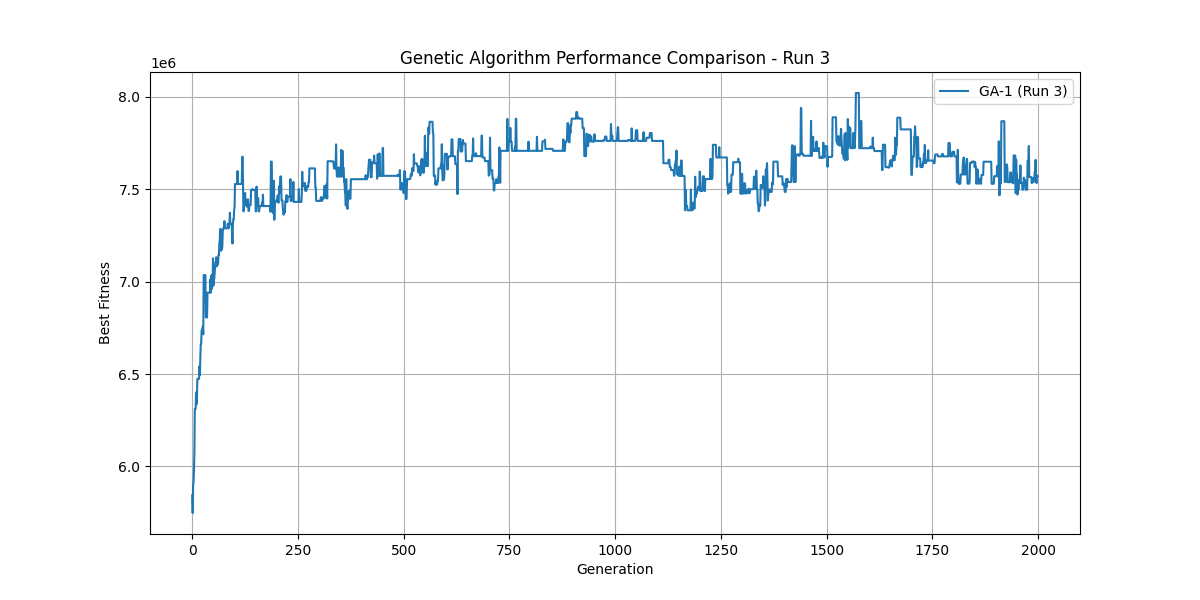 Genetic Algorithm Performance Comparison - Run 3
1e6
GA-1 (Run 3)
8.0
7.5
7.0
6.5
6.0
Best Fitness
0 250 500 750 1000 1250 1500 1750 2000
Generation